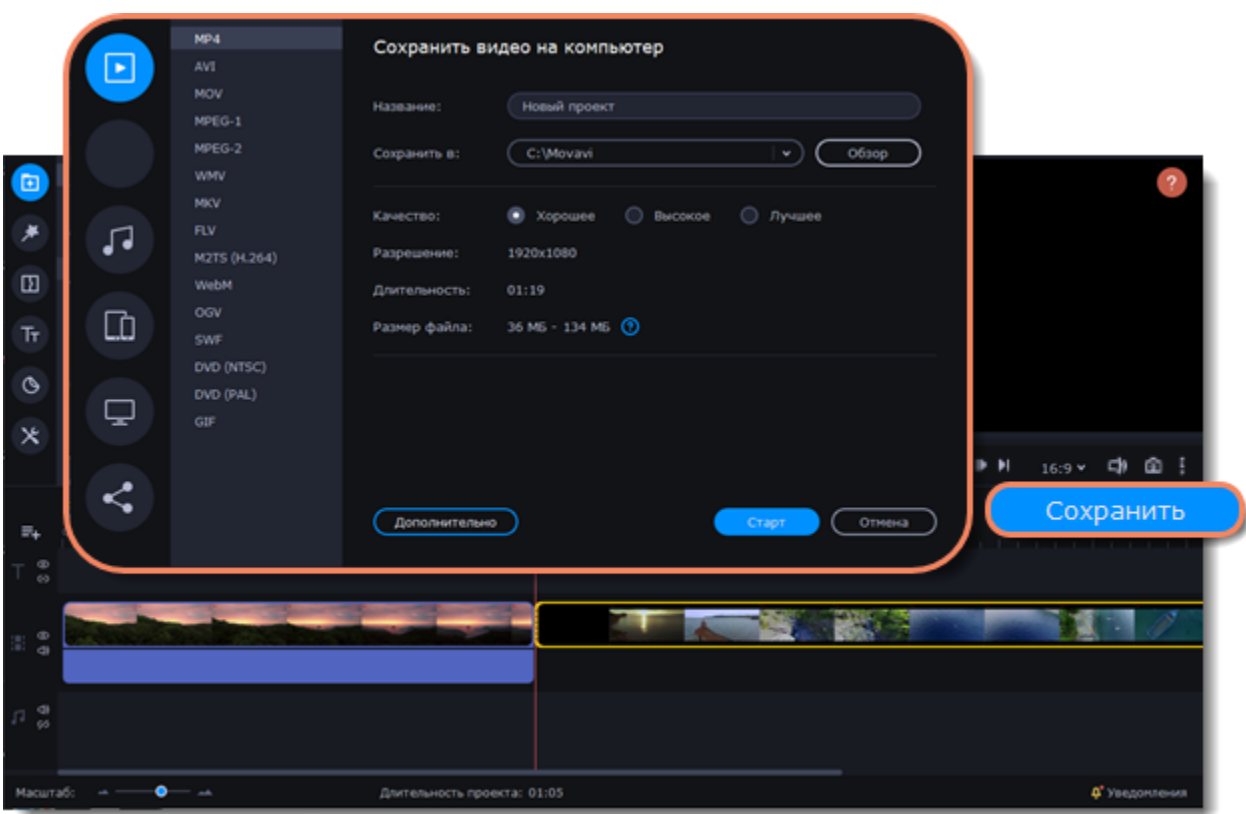 MP4
AVI
MOV
MPEG-1
MPEG-2
WMV
MKV
FLV
M2TS (H.264)
WebM
OGV
SWF
DVD (NTSC)
DVD (PAL)
GIF
Сохранить видео на компьютер
Название: Новый проект
Сохранить в: C:\Movavi Обзор
Качество: Хорошее Высокое Лучшее
Разрешение: 1920x1080
Длительность: 01:19
Размер файла: 36 МБ - 134 МБ ?
Дополнительно Старт Отмена
?
Tт
16:9
Сохранить
T
Масштаб: Длительность проекта: 01:05 Уведомления